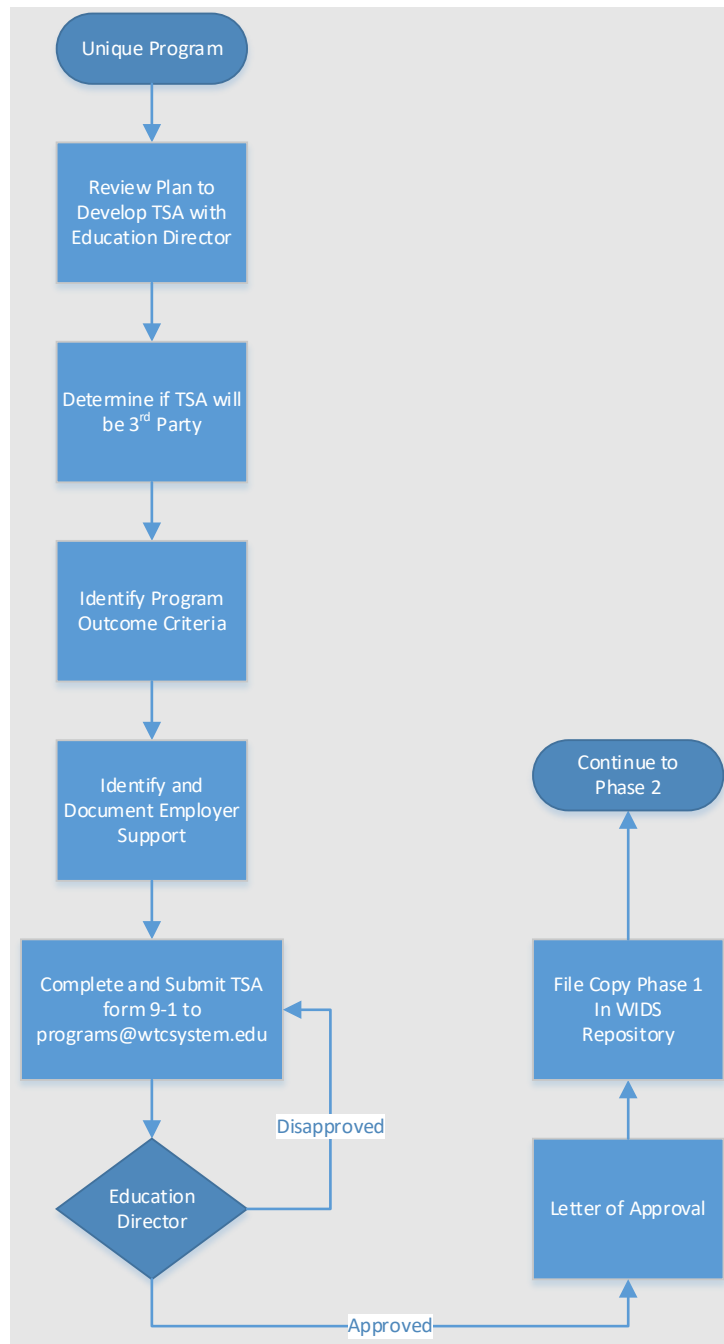 Unique Program
Review Plan to
Develop TSA with
Education Director
Determine if TSA will
be 3rd Party
Identify Program
Outcome Criteria
Identify and
Document Employer
Support
Complete and Submit TSA
form 9-1 to
programs@wtcsystem.edu
Disapproved
Education
Director
Approved
Letter of Approval
File Copy Phase 1
In WIDS
Repository
Continue to
Phase 2